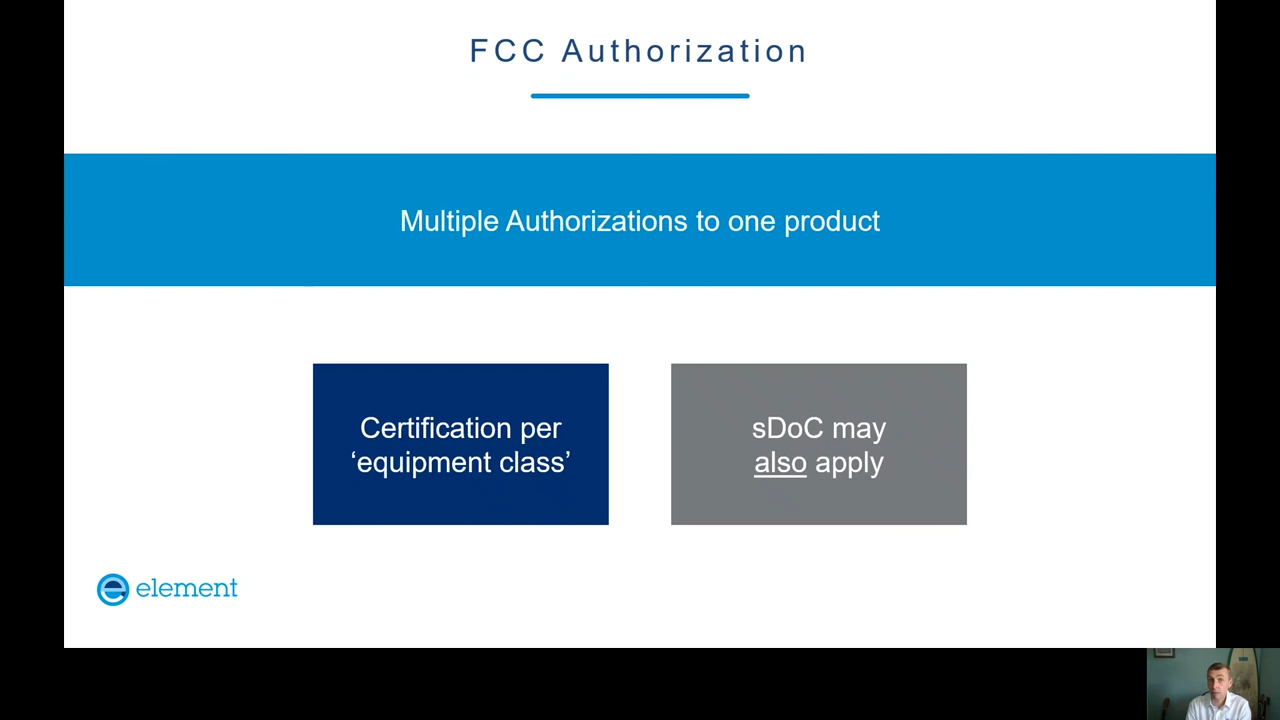 FCC Authorization
Multiple Authorizations to one product
Certification per
‘equipment class’
sDoC may
also apply
element